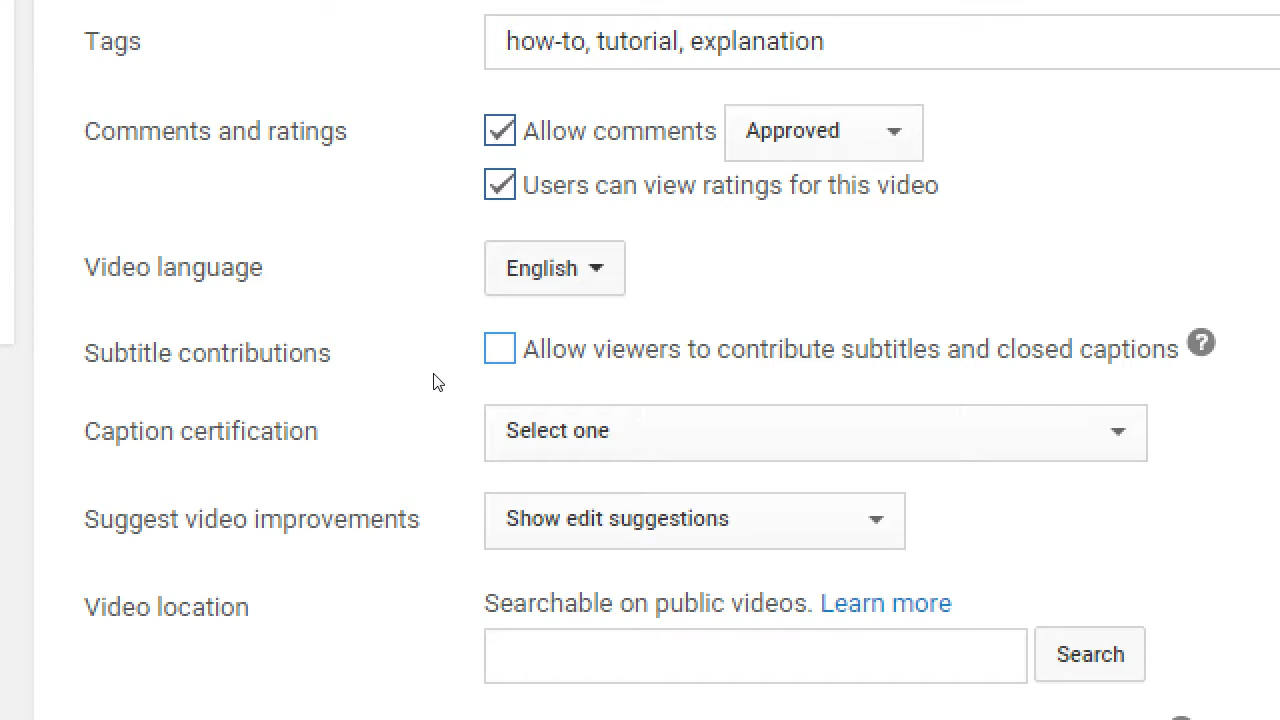 Tags
how-to, tutorial, explanation
Comments and ratings
Allow comments
Approved
Users can view ratings for this video
Video language
English
Subtitle contributions
Allow viewers to contribute subtitles and closed captions
?
Caption certification
Select one
Suggest video improvements
Show edit suggestions
Video location
Searchable on public videos. Learn more
Search